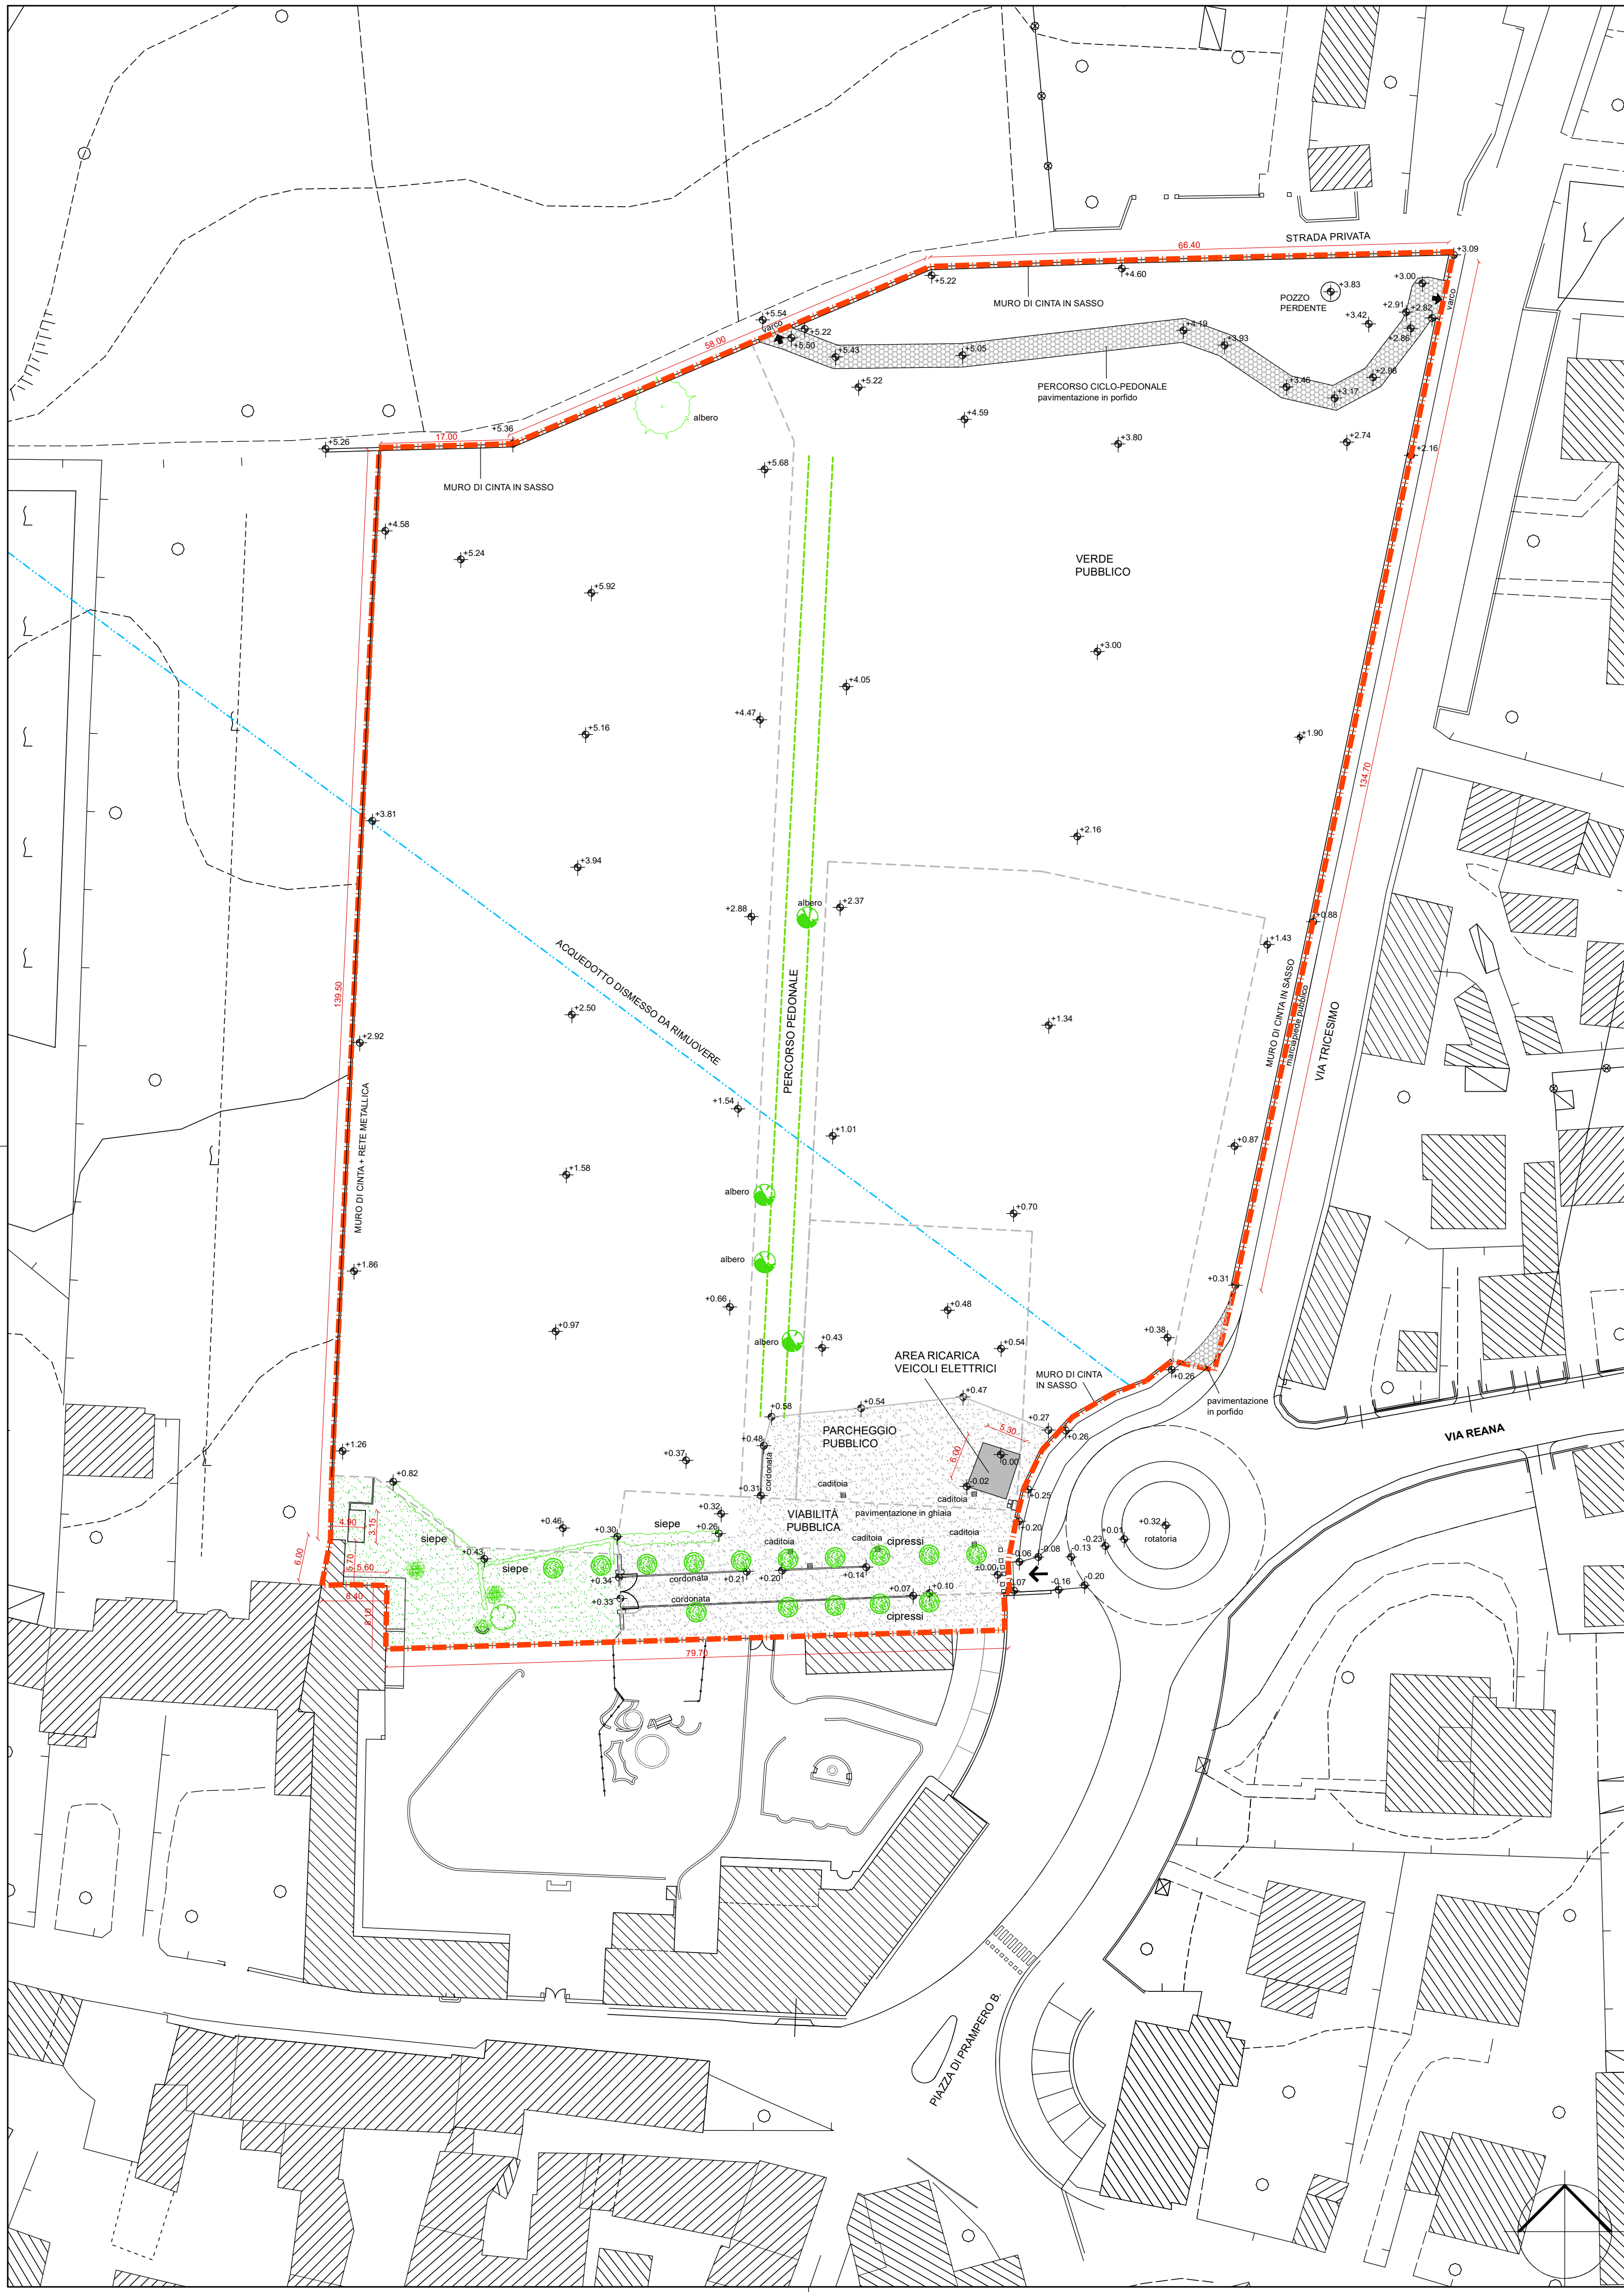 STRADA PRIVATA
66.40
+3.09
+5.22
+4.60
+3.00
+3.83
MURO DI CINTA IN SASSO
POZZO
PERDENTE
varco
+5.54
varco
+2.91
+2.82
+3.42
+5.22
+4.19
+2.86
58.00
+5.50
+3.93
+5.43
+5.05
+2.98
PERCORSO CICLO-PEDONALE
pavimentazione in porfido
+5.22
+3.46
+3.17
albero
+4.59
+5.36
17.00
+5.26
+3.80
+2.74
+2.16
+5.68
MURO DI CINTA IN SASSO
+4.58
+5.24
VERDE
PUBBLICO
+5.92
+3.00
+4.05
+4.47
+5.16
+1.90
134.70
+3.81
+2.16
+3.94
albero
+2.37
+2.88
+0.88
+1.43
ACQUEDOTTO DISMESSO DA RIMUOVERE
PERCORSO PEDONALE
139.50
MURO DI CINTA IN SASSO
marciapiede pubblico
VIA TRICESIMO
+2.50
+1.34
+2.92
MURO DI CINTA + RETE METALLICA
+1.54
+1.01
+0.87
+1.58
albero
+0.70
albero
+1.86
+0.31
+0.66
+0.48
+0.97
albero
+0.43
+0.38
+0.54
AREA RICARICA
VEICOLI ELETTRICI
MURO DI CINTA
IN SASSO
+0.26
+0.47
pavimentazione
in porfido
+0.54
+0.58
+0.27
PARCHEGGIO
PUBBLICO
5.30
+0.26
VIA REANA
+0.48
+1.26
cordonata
+0.37
6.00
0.00
+0.82
-0.02
caditoia
caditoia
+0.25
+0.31
VIABILITÀ
PUBBLICA
pavimentazione in ghiaia
+0.32
4.90
3.15
siepe
+0.46
siepe
+0.30
+0.26
+0.20
+0.32
rotatoria
+0.01
-0.23
caditoia
caditoia
cipressi
caditoia
6.00
+0.43
-0.06
-0.08
-0.13
5.70
5.60
siepe
+0.34
cordonata
+0.21
+0.20
+0.14
±0.00
-0.16
-0.20
8.40
+0.33
cordonata
+0.07
+0.10
8.10
cipressi
79.70
PIAZZA DI PRAMPERO B.